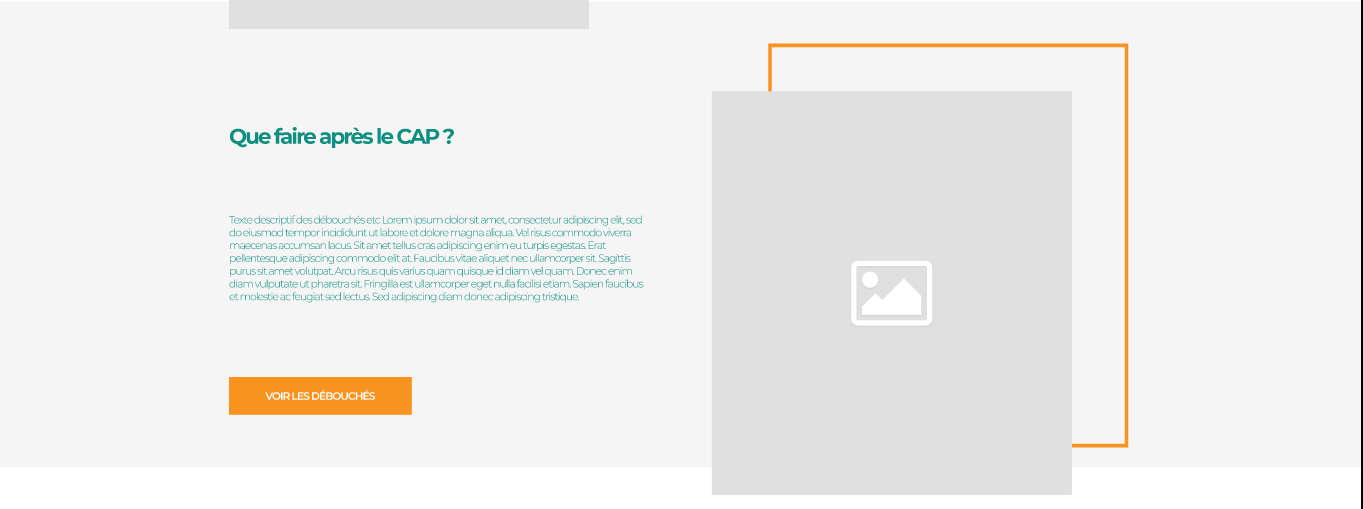 Que faire après le CAP ?
Texte descriptif des débouchés etc Lorem ipsum dolor sit amet, consectetur adipiscing elit, sed
do eiusmod tempor incididunt ut labore et dolore magna aliqua. Vel risus commodo viverra
maecenas accumsan lacus. Sit amet tellus cras adipiscing enim eu turpis egestas. Erat
pellentesque adipiscing commodo elit at. Faucibus vitae aliquet nec ullamcorper sit. Sagittis
purus sit amet volutpat. Arcu risus quis varius quam quisque id diam vel quam. Donec enim
diam vulputate ut pharetra sit. Fringilla est ullamcorper eget nulla facilisi etiam. Sapien faucibus
et molestie ac feugiat sed lectus. Sed adipiscing diam donec adipiscing tristique.
VOIR LES DÉBOUCHÉS